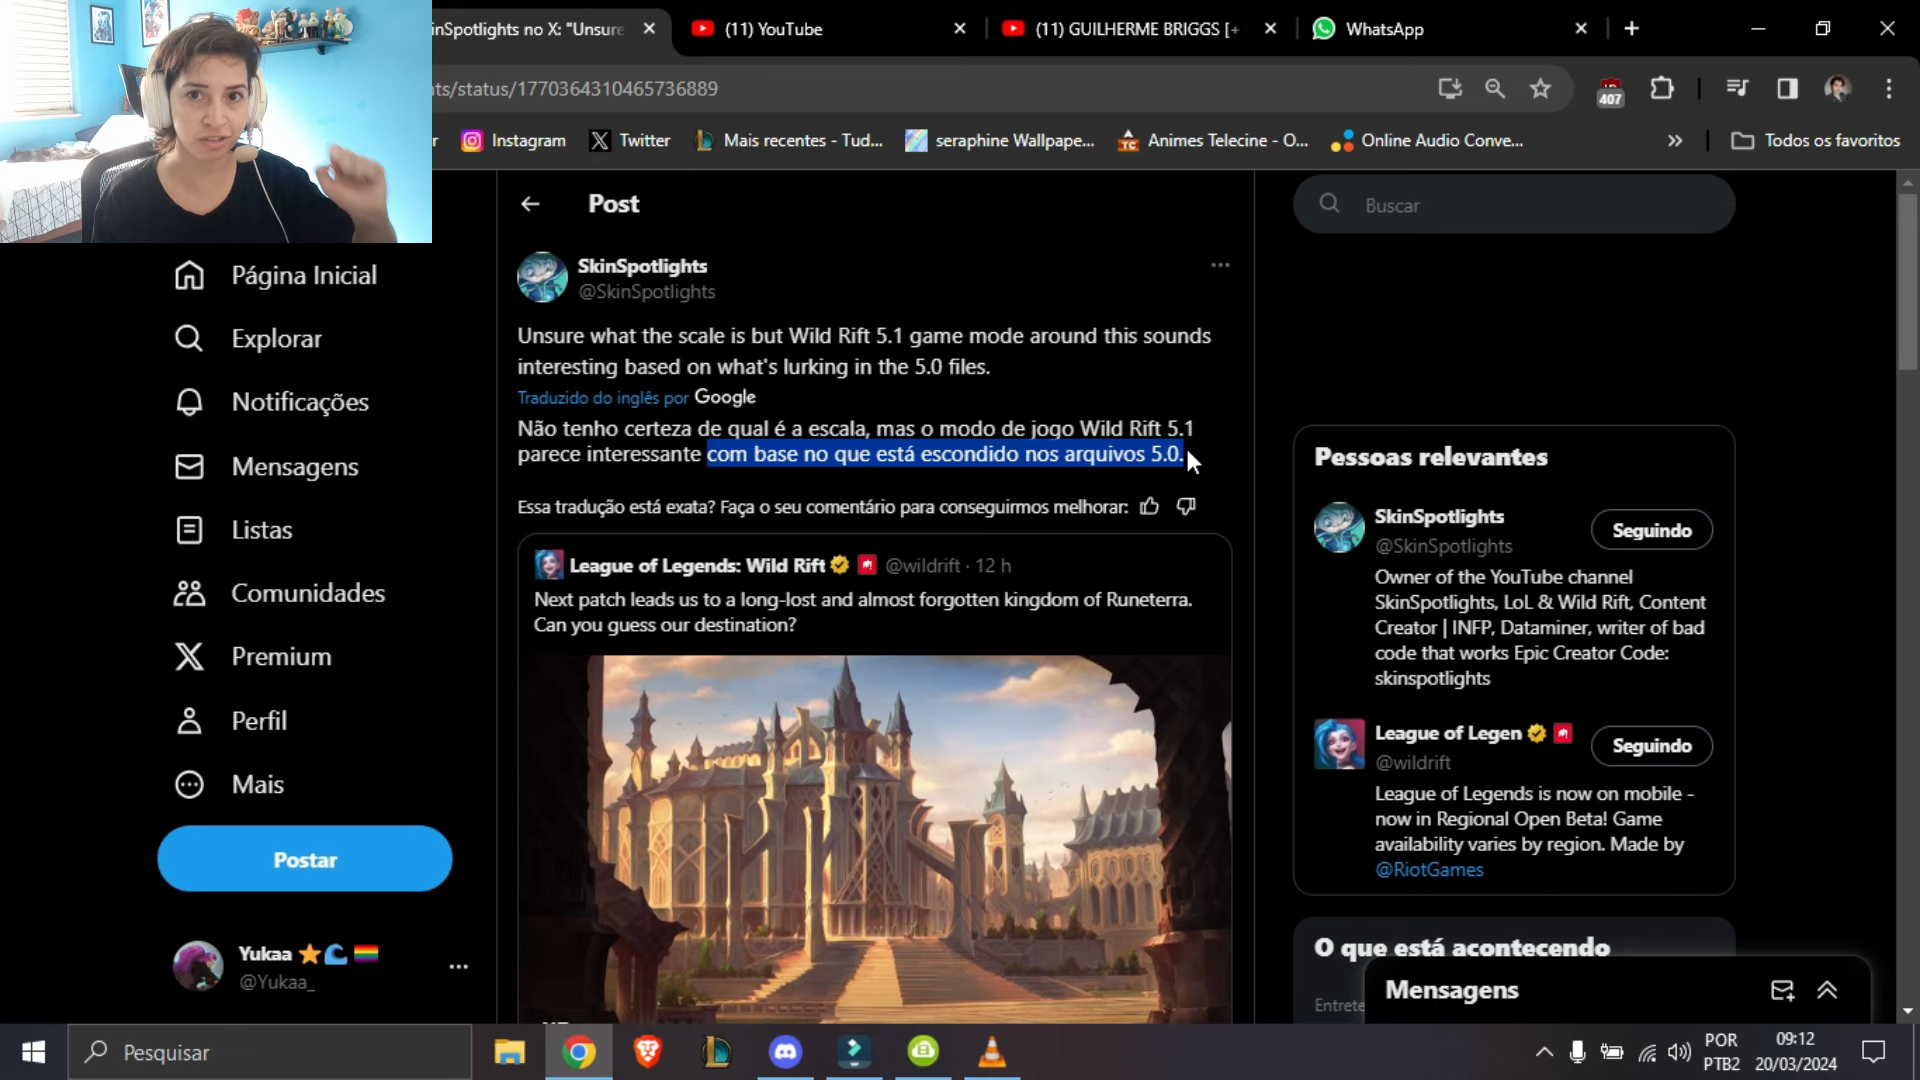 inSpotlights no X: "Unsure
(11) YouTube
(11) GUILHERME BRIGGS [+
WhatsApp
ts/status/1770364310465736889
407
r
Instagram
Twitter
Mais recentes - Tud...
seraphine Wallpape...
Animes Telecine - O...
Online Audio Conve...
Todos os favoritos
Post
Buscar
Página Inicial
Explorar
Notificações
Mensagens
Listas
Comunidades
Premium
Perfil
Mais
Postar
Yukaa
@Yukaa_
SkinSpotlights
@SkinSpotlights
Unsure what the scale is but Wild Rift 5.1 game mode around this sounds
interesting based on what's lurking in the 5.0 files.
Traduzido do inglês por Google
Não tenho certeza de qual é a escala, mas o modo de jogo Wild Rift 5.1
parece interessante com base no que está escondido nos arquivos 5.0.
Essa tradução está exata? Faça o seu comentário para conseguirmos melhorar:
League of Legends: Wild Rift @wildrift · 12 h
Next patch leads us to a long-lost and almost forgotten kingdom of Runeterra.
Can you guess our destination?
Pessoas relevantes
SkinSpotlights
@SkinSpotlights
Seguindo
Owner of the YouTube channel
SkinSpotlights, LoL & Wild Rift, Content
Creator | INFP, Dataminer, writer of bad
code that works Epic Creator Code:
skinspotlights
League of Legen
@wildrift
Seguindo
League of Legends is now on mobile -
now in Regional Open Beta! Game
availability varies by region. Made by
@RiotGames
O que está acontecendo
Entrete
Mensagens
Pesquisar
POR
PTB2
09:12
20/03/2024